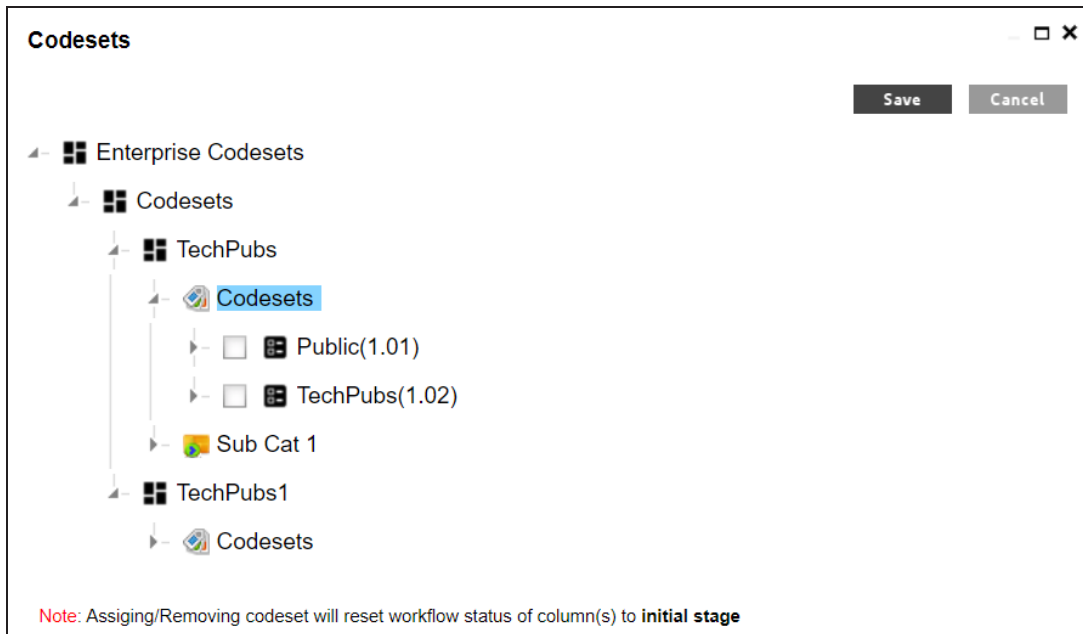 Codesets
Save Cancel
Enterprise Codesets
Codesets
TechPubs
Codesets
Public(1.01)
TechPubs(1.02)
Sub Cat 1
TechPubs1
Codesets
Note: Assiging/Removing codeset will reset workflow status of column(s) to initial stage